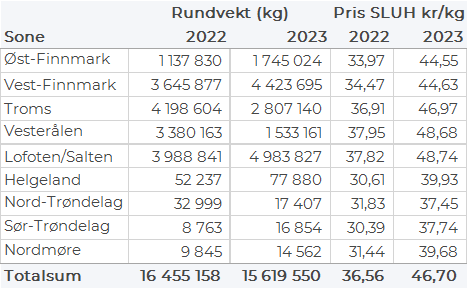 Rundvekt (kg) Pris SLUH kr/kg
Sone 2022 2023 2022 2023
Øst-Finnmark 1 137 830 1 745 024 33,97 44,55
Vest-Finnmark 3 645 877 4 423 695 34,47 44,63
Troms 4 198 604 2 807 140 36,91 46,97
Vesterålen 3 380 163 1 533 161 37,95 48,68
Lofoten/Salten 3 988 841 4 983 827 37,82 48,74
Helgeland 52 237 77 880 30,61 39,93
Nord-Trøndelag 32 999 17 407 31,83 37,45
Sør-Trøndelag 8 763 16 854 30,39 37,74
Nordmøre 9 845 14 562 31,44 39,68
Totalsum 16 455 158 15 619 550 36,56 46,70